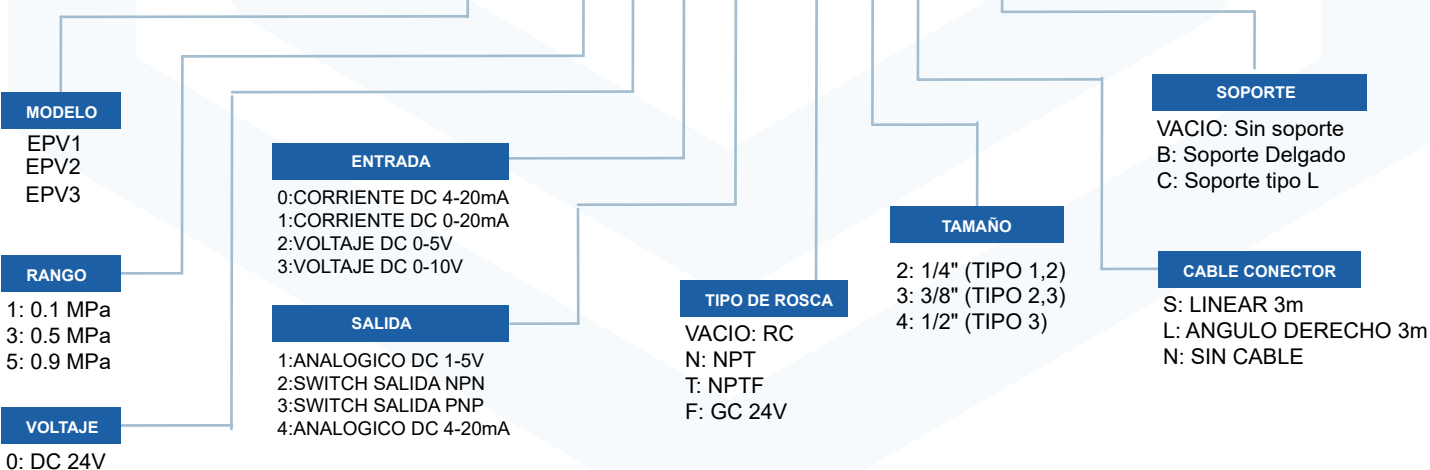 MODELO
EPV1
EPV2
EPV3
RANGO
1: 0.1 MPa
3: 0.5 MPa
5: 0.9 MPa
VOLTAJE
0: DC 24V
ENTRADA
0:CORRIENTE DC 4-20mA
1:CORRIENTE DC 0-20mA
2:VOLTAJE DC 0-5V
3:VOLTAJE DC 0-10V
SALIDA
1:ANALOGICO DC 1-5V
2:SWITCH SALIDA NPN
3:SWITCH SALIDA PNP
4:ANALOGICO DC 4-20mA
TIPO DE ROSCA
VACIO: RC
N: NPT
T: NPTF
F: GC 24V
TAMAÑO
2: 1/4" (TIPO 1,2)
3: 3/8" (TIPO 2,3)
4: 1/2" (TIPO 3)
CABLE CONECTOR
S: LINEAR 3m
L: ANGULO DERECHO 3m
N: SIN CABLE
SOPORTE
VACIO: Sin soporte
B: Soporte Delgado
C: Soporte tipo L